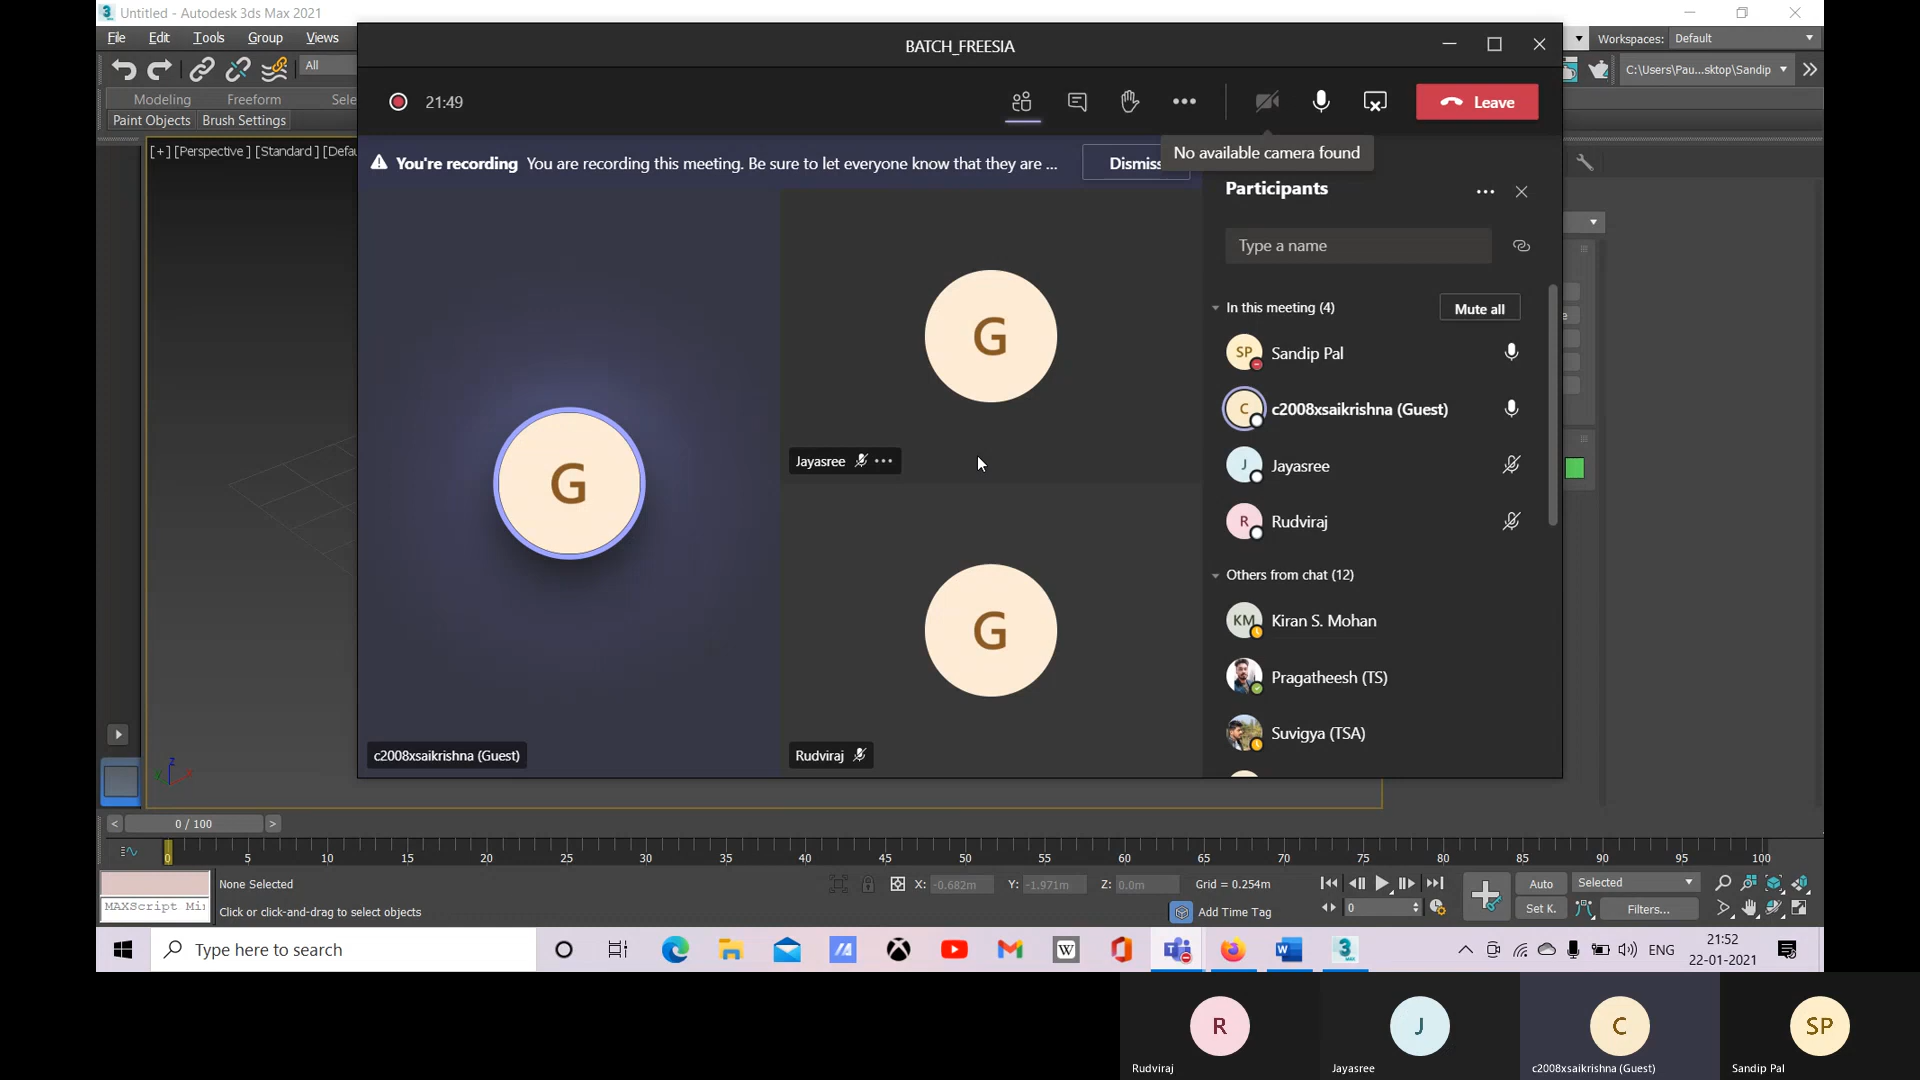 Untitled - Autodesk 3ds Max 2021
File Edit Tools Group Views
BATCH_FREESIA
Workspaces: Default
All
C:\Users\Pau...sktop\Sandip
Modeling Freeform Sele
21:49
Leave
Paint Objects Brush Settings
[+] [Perspective] [Standard] [Defau
You're recording You are recording this meeting. Be sure to let everyone know that they are ...
Dismiss
No available camera found
Participants
Type a name
In this meeting (4)
Mute all
G
SP Sandip Pal
C c2008xsaikrishna (Guest)
Jayasree
J Jayasree
G
R Rudviraj
Others from chat (12)
G
KM Kiran S. Mohan
Pragatheesh (TS)
Suvigya (TSA)
c2008xsaikrishna (Guest)
Rudviraj
z
y x
< 0 / 100 >
0 5 10 15 20 25 30 35 40 45 50 55 60 65 70 75 80 85 90 95 100
None Selected
X: -0.682m Y: -1.971m Z: 0.0m Grid = 0.254m
Auto Selected
MAXScript Mi
Click or click-and-drag to select objects
Add Time Tag
0
Set K. Filters...
Type here to search
ENG
21:52
22-01-2021
R J C SP
Rudviraj Jayasree c2008xsaikrishna (Guest) Sandip Pal